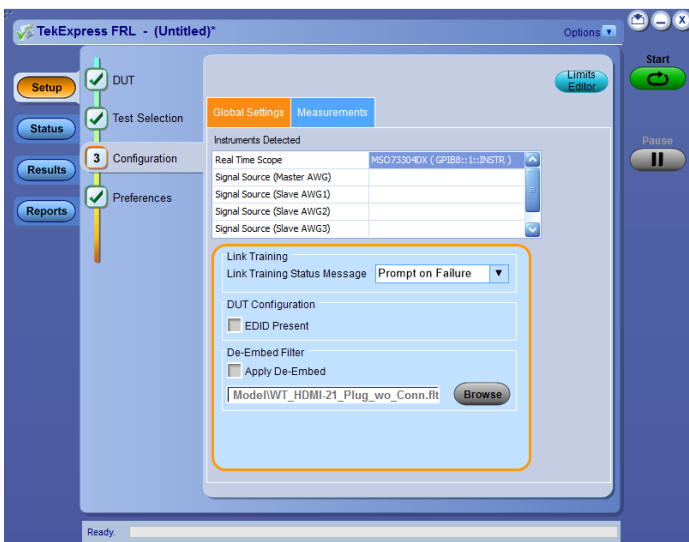 TekExpress FRL - (Untitled)*
Options
Start
Pause
Setup
Status
Results
Reports
DUT
Test Selection
3 Configuration
Preferences
Limits
Editor
Global Settings Measurements
Instruments Detected
Real Time Scope MSO73304DX ( GPIB8::1::INSTR )
Signal Source (Master AWG)
Signal Source (Slave AWG1)
Signal Source (Slave AWG2)
Signal Source (Slave AWG3)
Link Training
Link Training Status Message Prompt on Failure
DUT Configuration
EDID Present
De-Embed Filter
Apply De-Embed
Model\WT_HDMI-21_Plug_wo_Conn.flt Browse
Ready.